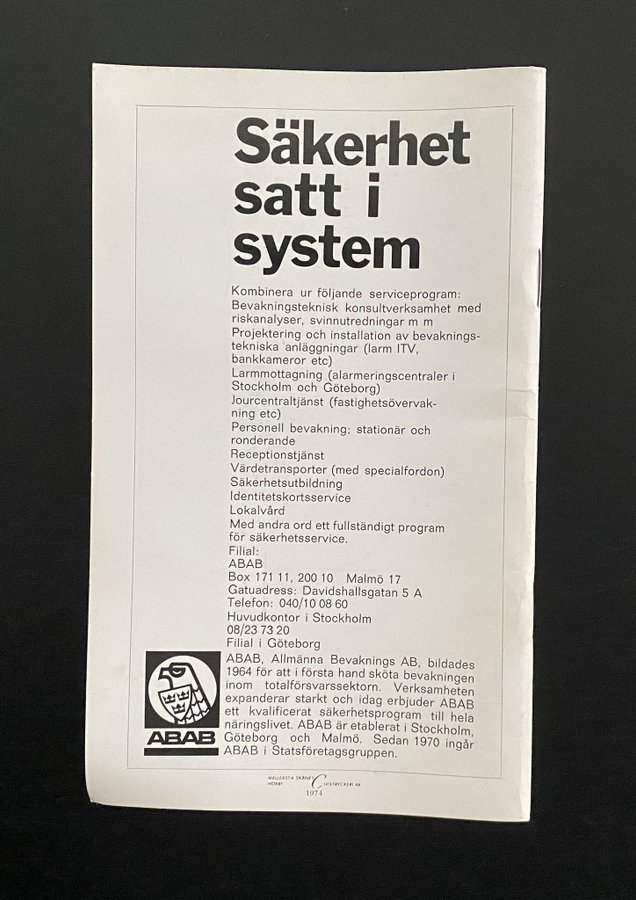 Säkerhet
satt i
system
Kombinera ur följande serviceprogram:
Bevakningsteknisk konsultverksamhet med
riskanalyser, svinnutredningar m m
Projektering och installation av bevaknings-
tekniska anläggningar (larm ITV,
bankkameror etc)
Larmmottagning (alarmeringscentraler i
Stockholm och Göteborg)
Jourcentraltjänst (fastighetsövervak-
ning etc)
Personell bevakning; stationär och
ronderande
Receptionstjänst
Värdetransporter (med specialfordon)
Säkerhetsutbildning
Identitetskortsservice
Lokalvård
Med andra ord ett fullständigt program
för säkerhetsservice.
Filial:
ABAB
Box 171 11, 200 10 Malmö 17
Gatuadress: Davidshallsgatan 5 A
Telefon: 040/10 08 60
Huvudkontor i Stockholm
08/23 73 20
Filial i Göteborg
ABAB, Allmänna Bevaknings AB, bildades
1964 för att i första hand sköta bevakningen
inom totalförsvarssektorn. Verksamheten
expanderar starkt och idag erbjuder ABAB
ett kvalificerat säkerhetsprogram till hela
näringslivet. ABAB är etablerat i Stockholm,
Göteborg och Malmö. Sedan 1970 ingår
ABAB i Statsföretagsgruppen.
ABAB
MELLERSTA SKÅNE
HÖRBY CIVILTRYCKERI AB
1974